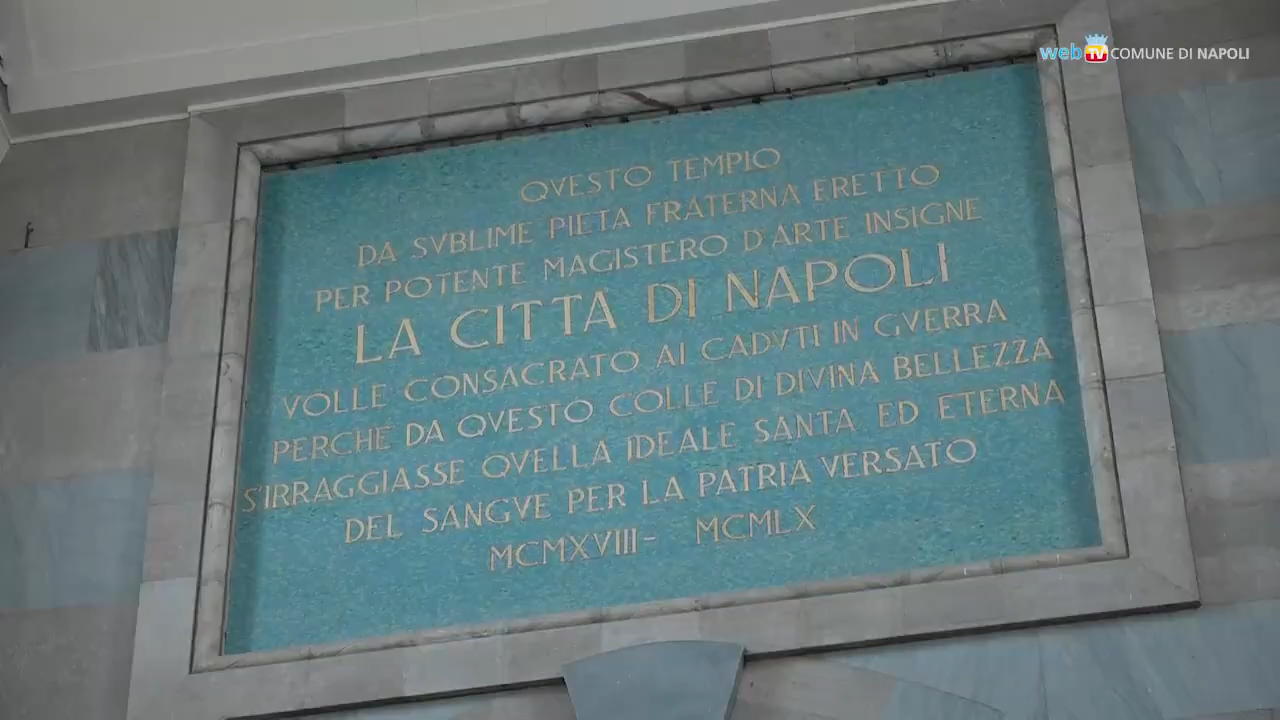 webTV COMUNE DI NAPOLI
QVESTO TEMPIO
DA SVBLIME PIETA FRATERNA ERETTO
PER POTENTE MAGISTERO D'ARTE INSIGNE
LA CITTA DI NAPOLI
VOLLE CONSACRATO AI CADVTI IN GVERRA
PERCHE DA QVESTO COLLE DI DIVINA BELLEZZA
S'IRRAGGIASSE QVELLA IDEALE SANTA ED ETERNA
DEL SANGVE PER LA PATRIA VERSATO
MCMXVIII- MCMLX